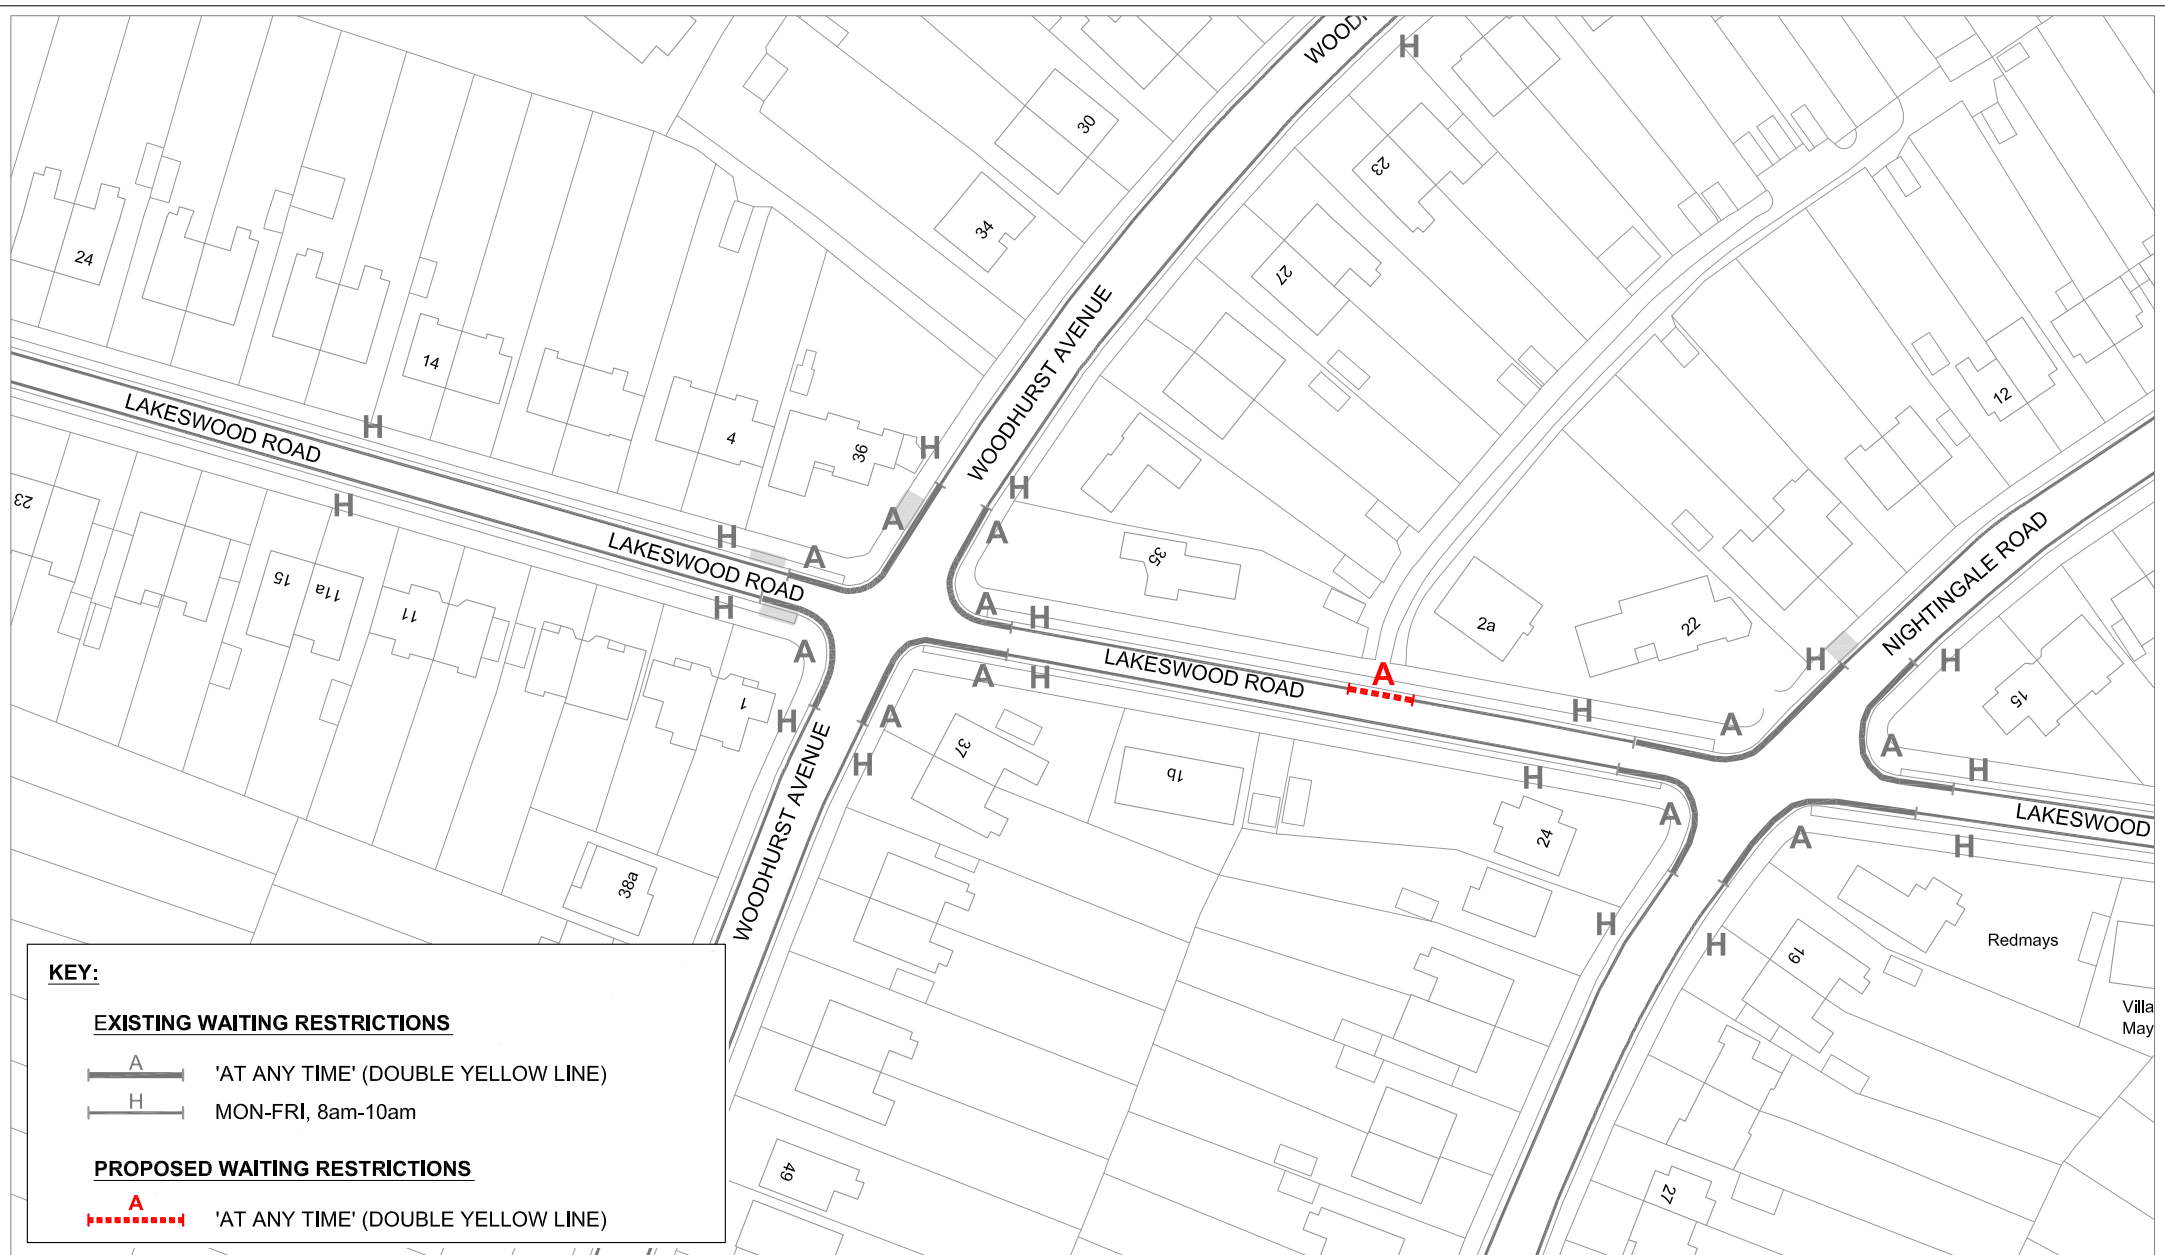 WOODH
H
30
23
34
24
27
WOODHURST AVENUE
14
12
LAKESWOOD ROAD
H
4
36
H
H
23
H
A
H
A
NIGHTINGALE ROAD
LAKESWOOD ROAD
H
A
35
15
11a
11
H
A
H
2a
22
A
H
H
LAKESWOOD ROAD
A
A
H
1
H
A
H
A
15
37
H
1b
H
A
H
LAKESWOOD
24
A
A
H
WOODHURST AVENUE
38a
H
H
19
Redmays
Villa
May
49
27
KEY:
EXISTING WAITING RESTRICTIONS
A
'AT ANY TIME' (DOUBLE YELLOW LINE)
H
MON-FRI, 8am-10am
PROPOSED WAITING RESTRICTIONS
A
'AT ANY TIME' (DOUBLE YELLOW LINE)